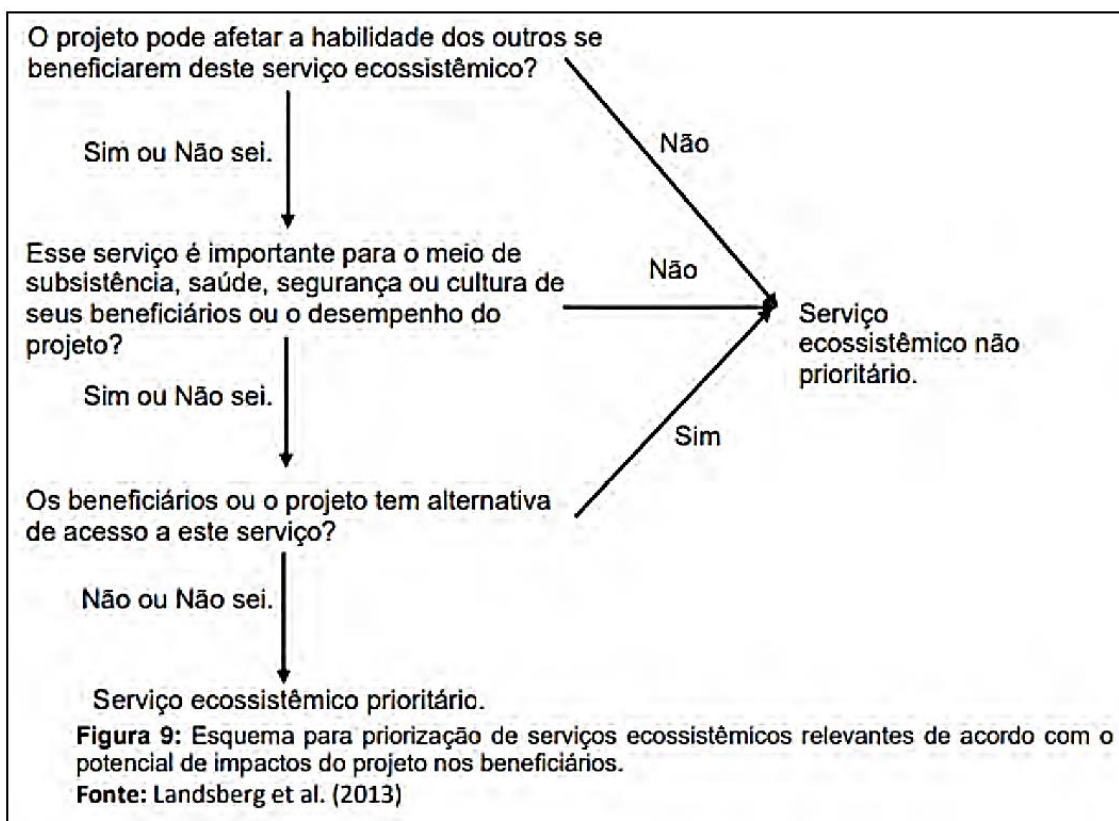 O projeto pode afetar a habilidade dos outros se
beneficiarem deste serviço ecossistêmico?
Não
Sim ou Não sei.
Esse serviço é importante para o meio de
subsistência, saúde, segurança ou cultura de
seus beneficiários ou o desempenho do
projeto?
Não
Serviço
ecossistêmico não
prioritário.
Sim ou Não sei.
Sim
Os beneficiários ou o projeto tem alternativa
de acesso a este serviço?
Não ou Não sei.
Serviço ecossistêmico prioritário.
Figura 9: Esquema para priorização de serviços ecossistêmicos relevantes de acordo com o
potencial de impactos do projeto nos beneficiários.
Fonte: Landsberg et al. (2013)